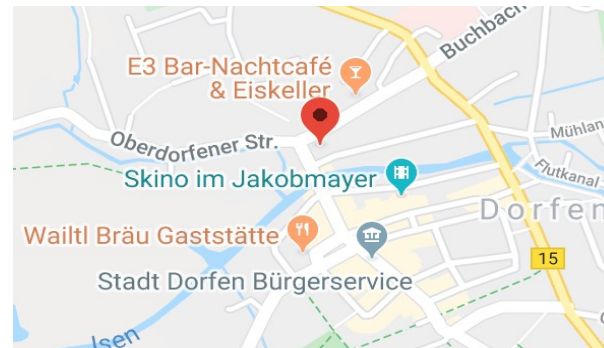 E3 Bar-Nachtcafé
& Eiskeller
Buchbach
Oberdorfener Str.
Mühlan
Skino im Jakobmayer
Flutkanal
Dorfen
Wailtl Bräu Gaststätte
15
Stadt Dorfen Bürgerservice
Isen